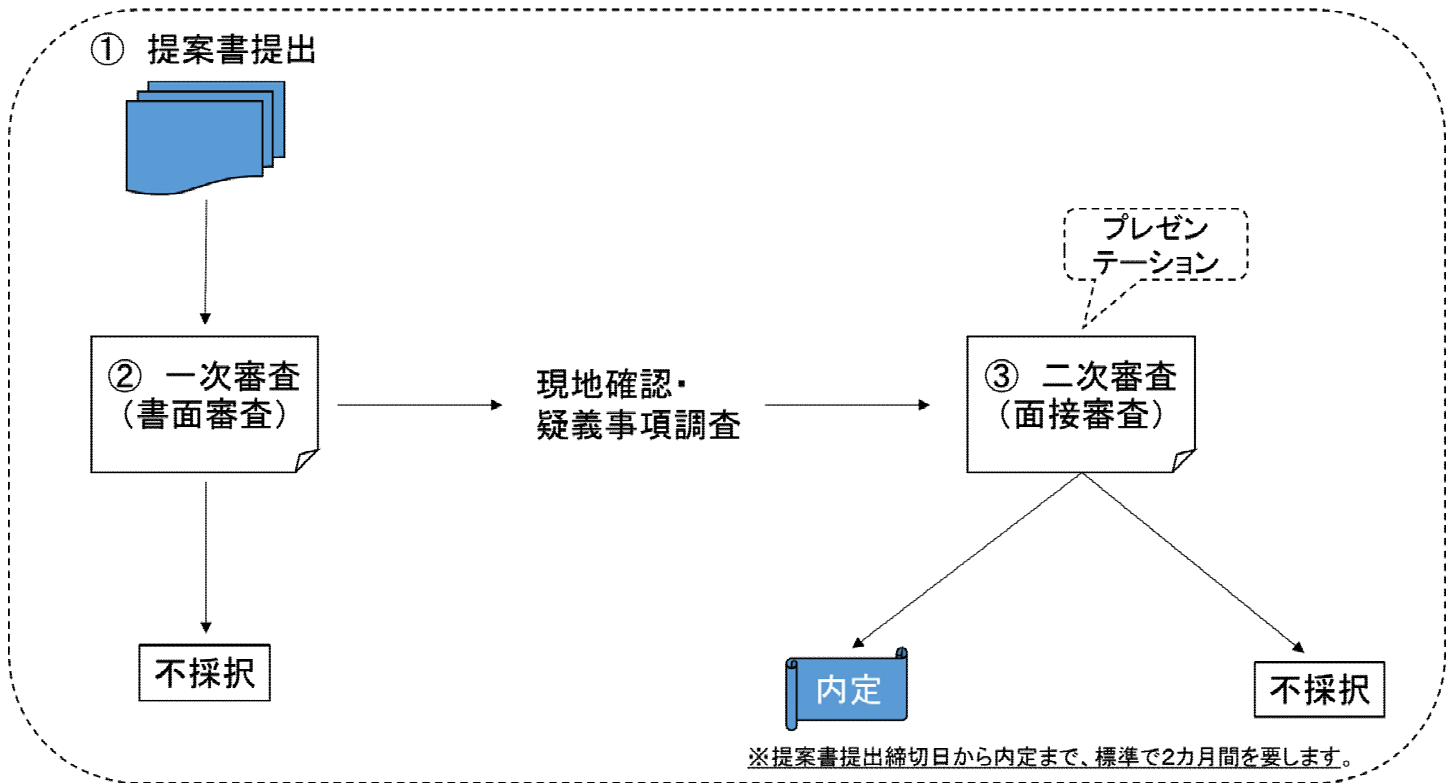 ① 提案書提出
プレゼン
テーション
② 一次審査
（書面審査）
現地確認・
疑義事項調査
③ 二次審査
（面接審査）
不採択
内定
不採択
※提案書提出締切日から内定まで、標準で2カ月間を要します。